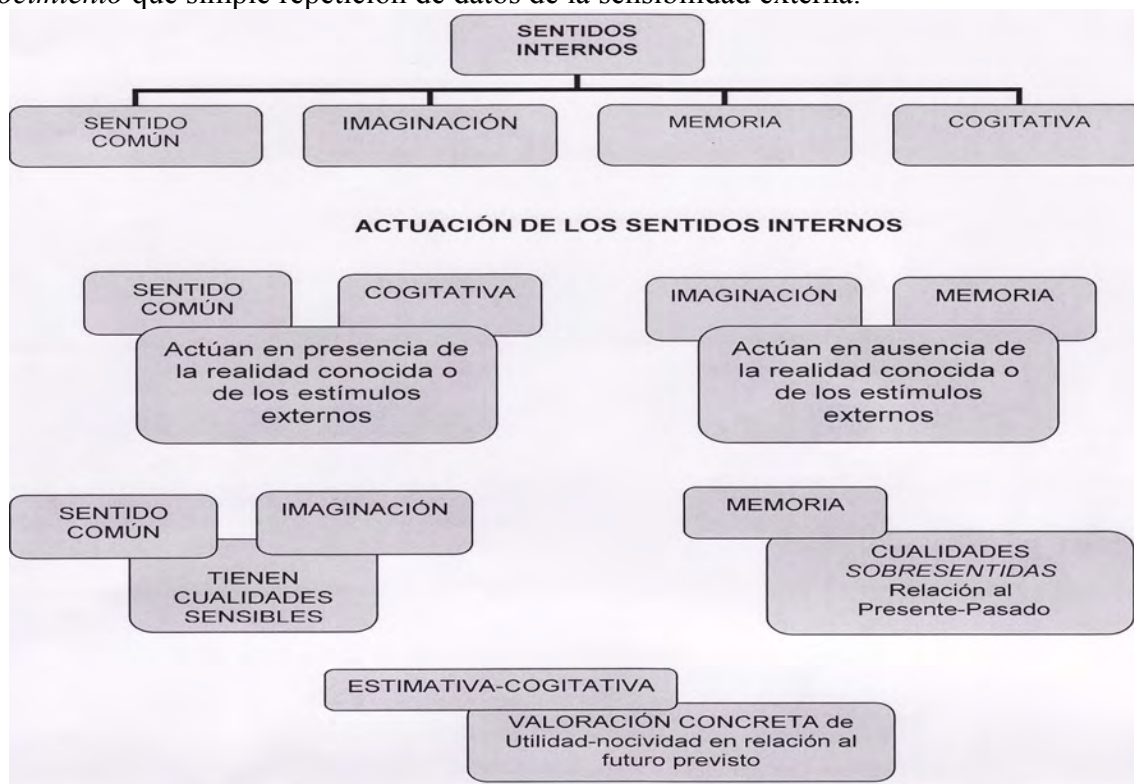 que simple repetición de datos de la sensibilidad externa.
SENTIDOS
INTERNOS
SENTIDO
COMÚN
IMAGINACIÓN
MEMORIA
COGITATIVA
ACTUACIÓN DE LOS SENTIDOS INTERNOS
SENTIDO
COMÚN
COGITATIVA
Actúan en presencia de
la realidad conocida o
de los estímulos
externos
IMAGINACIÓN
MEMORIA
Actúan en ausencia de
la realidad conocida o
de los estímulos
externos
SENTIDO
COMÚN
IMAGINACIÓN
TIENEN
CUALIDADES
SENSIBLES
MEMORIA
CUALIDADES
SOBRESENTIDAS
Relación al
Presente-Pasado
ESTIMATIVA-COGITATIVA
VALORACIÓN CONCRETA de
Utilidad-nocividad en relación al
futuro previsto